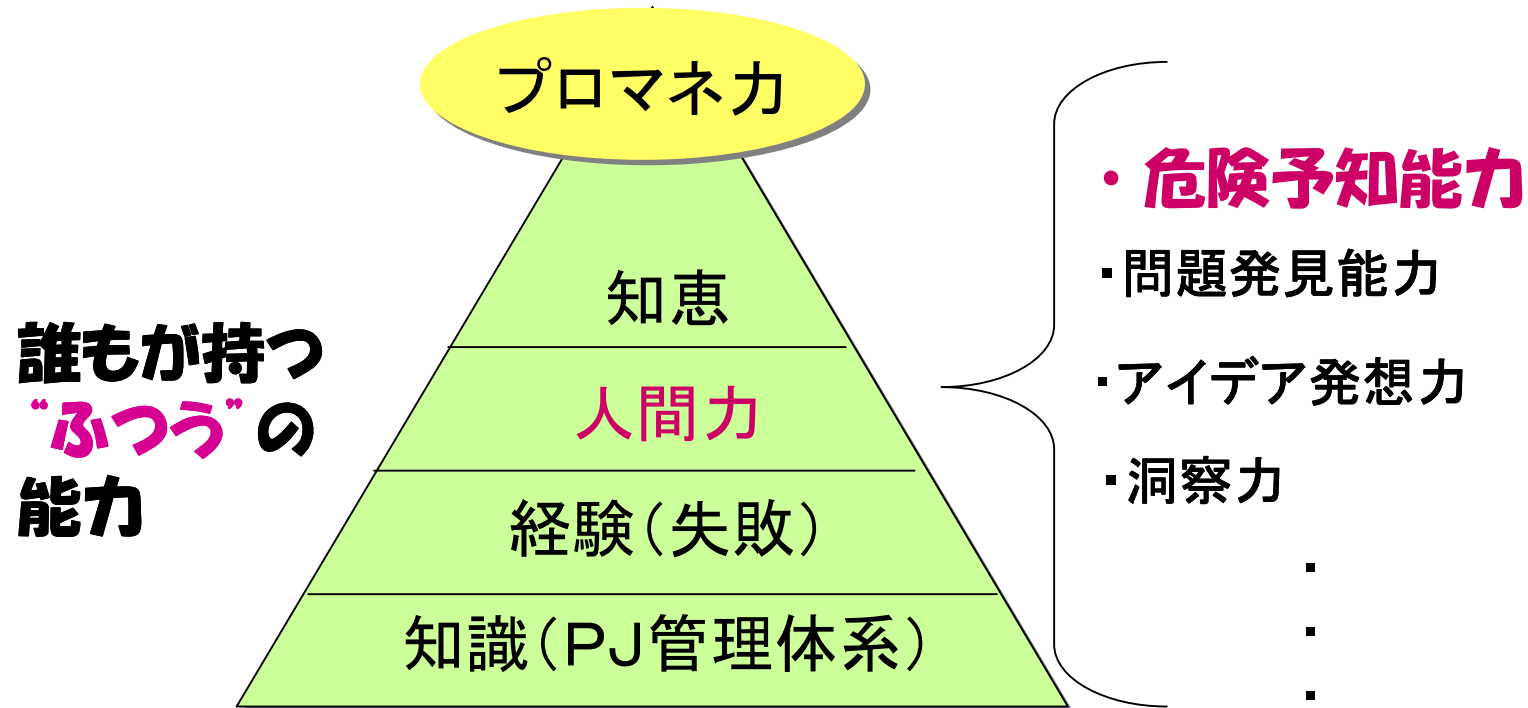 プロマネ力
知恵
人間力
経験(失敗)
知識(PJ管理体系)
誰もが持つ
“ふつう”の
能力
・危険予知能力
・問題発見能力
・アイデア発想力
・洞察力
・
・
・